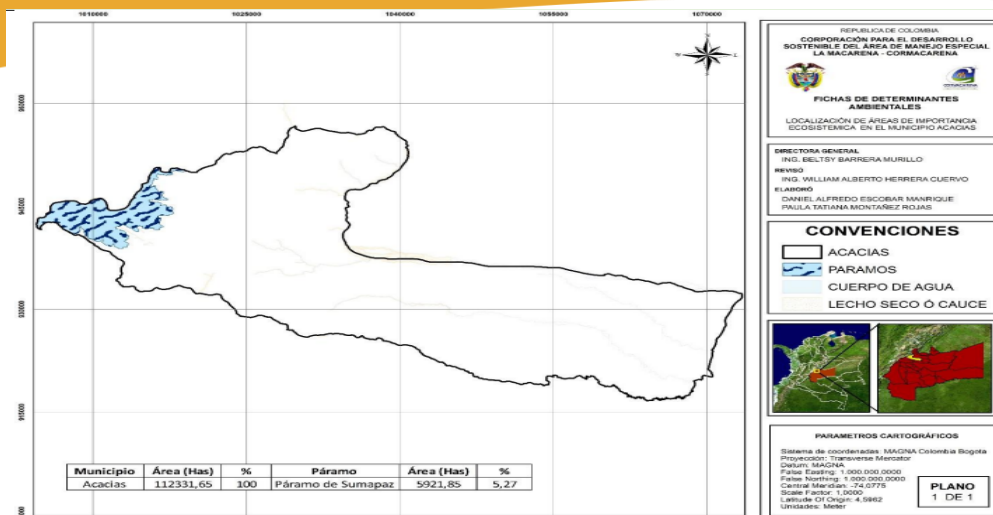 1010000 1025000 1040000 1055000 1070000
960000
945000
930000
915000
REPUBLICA DE COLOMBIA
CORPORACIÓN PARA EL DESARROLLO
SOSTENIBLE DEL ÁREA DE MANEJO ESPECIAL
LA MACARENA - CORMACARENA
FICHAS DE DETERMINANTES
AMBIENTALES
LOCALIZACIÓN DE ÁREAS DE IMPORTANCIA
ECOSISTEMICA EN EL MUNICIPIO ACACIAS
DIRECTORA GENERAL
ING. BELTSY BARRERA MURILLO
REVISÓ
ING. WILLIAM ALBERTO HERRERA CUERVO
ELABORÓ
DANIEL ALFREDO ESCOBAR MANRIQUE
PAULA TATIANA MONTAÑEZ ROJAS
CONVENCIONES
ACACIAS
PARAMOS
CUERPO DE AGUA
LECHO SECO Ó CAUCE
Municipio Área (Has) % Páramo Área (Has) %
Acacias 112331,65 100 Páramo de Sumapaz 5921,85 5,27
PARAMETROS CARTOGRÁFICOS
Sistema de coordenadas: MAGNA Colombia Bogota
Proyección: Transverse Mercator
Datum: MAGNA
False Easting: 1.000.000,0000
False Northing: 1.000.000,0000
Central Meridian: -74,0775
Scale Factor: 1,0000
Latitude Of Origin: 4,5962
Unidades: Meter
PLANO
1 DE 1